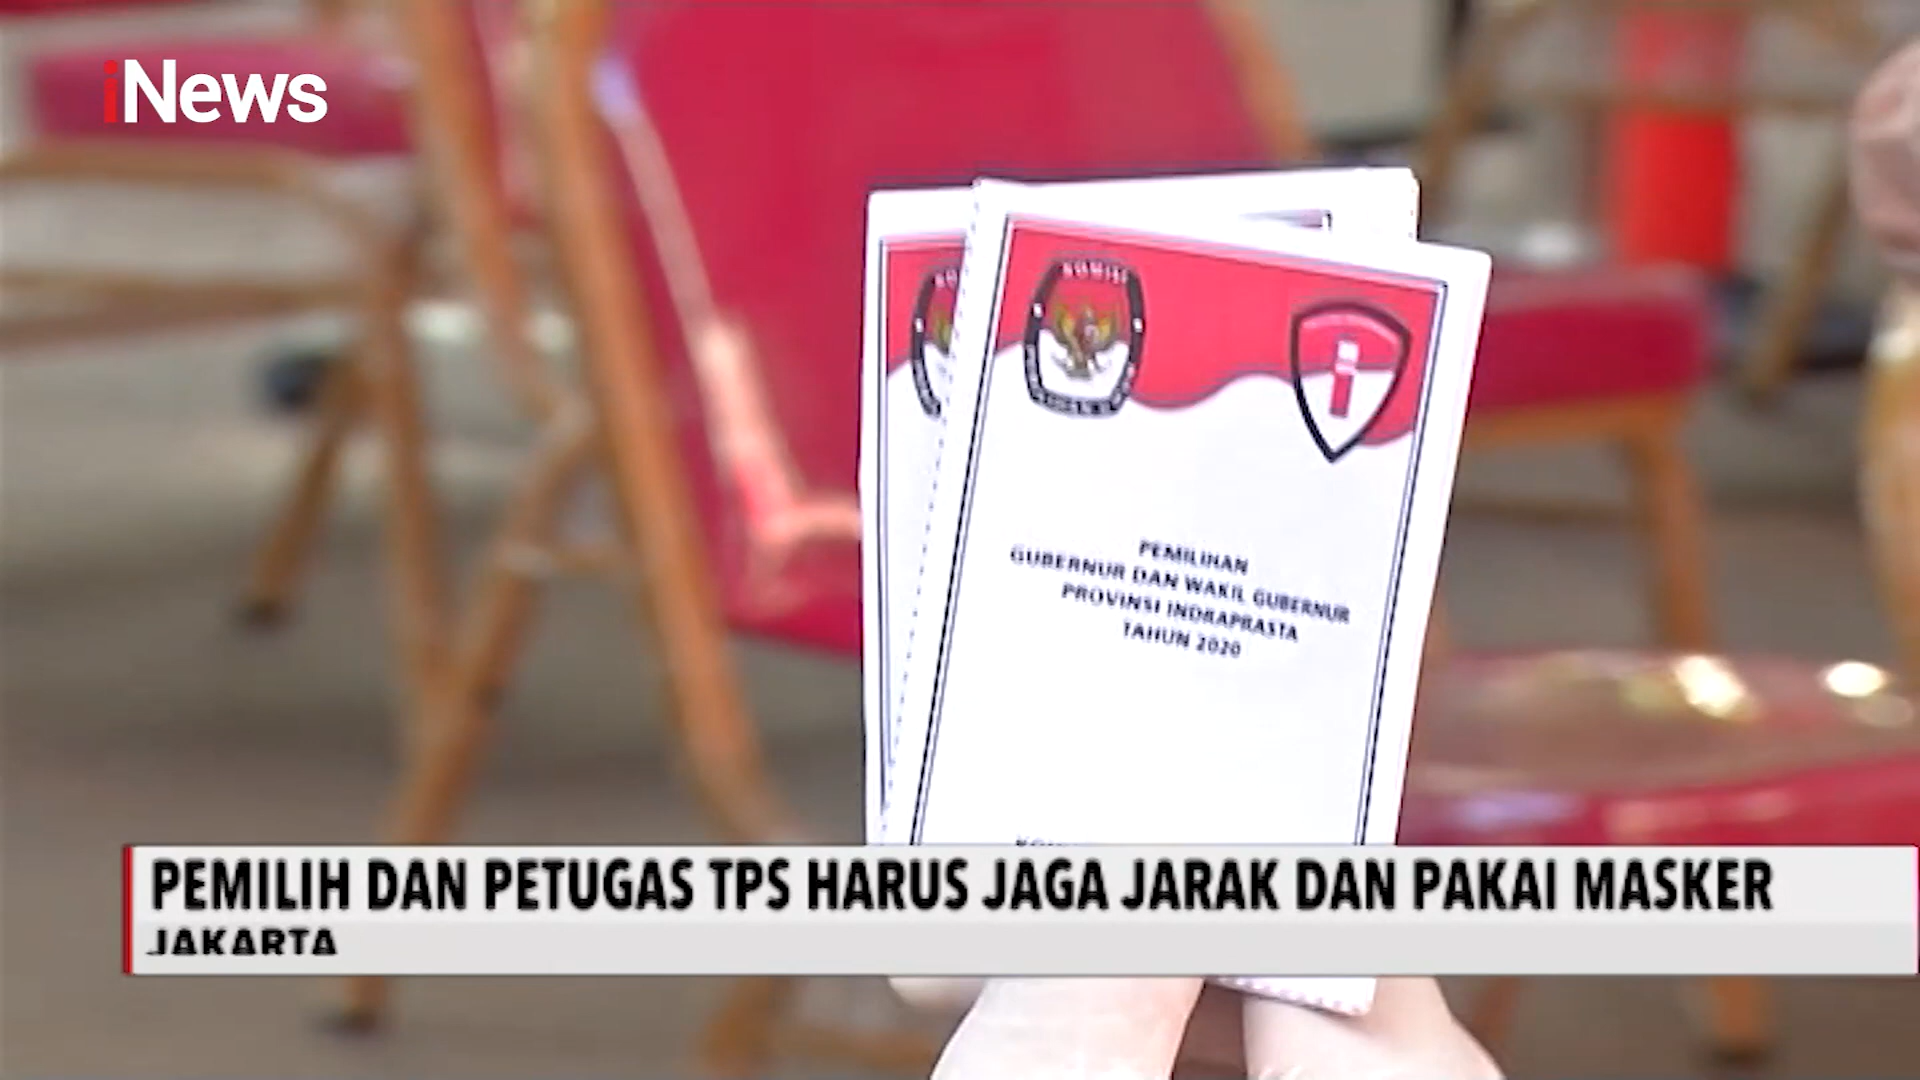 iNews
KOMISI
PEMILIHAN
GUBERNUR DAN WAKIL GUBERNUR
PROVINSI INDRAPRASTA
TAHUN 2020
PEMILIH DAN PETUGAS TPS HARUS JAGA JARAK DAN PAKAI MASKER
JAKARTA